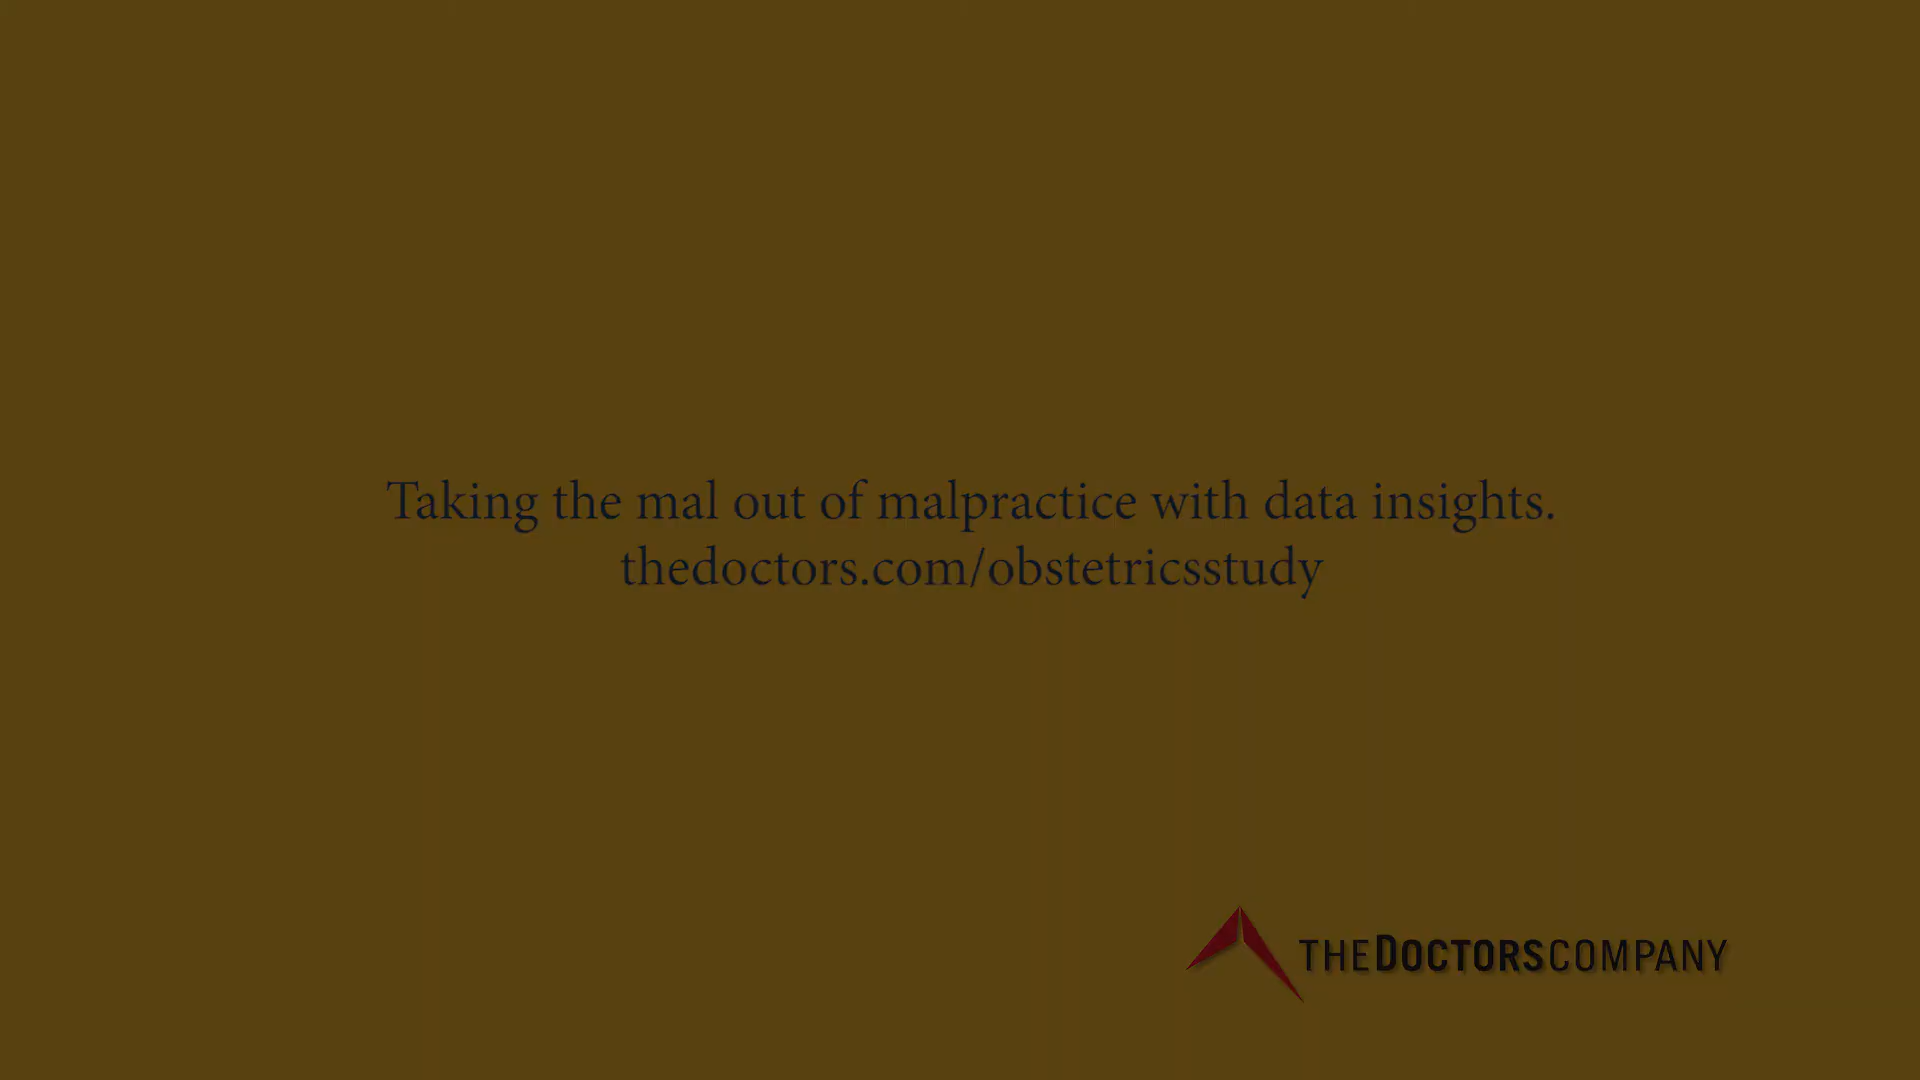 Taking the mal out of malpractice with data insights.
thedoctors.com/obstetricsstudy
THEDOCTORSCOMPANY